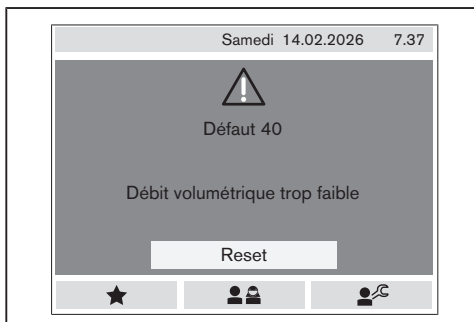 Samedi 14.02.2026 7.37
Défaut 40
Débit volumétrique trop faible
Reset